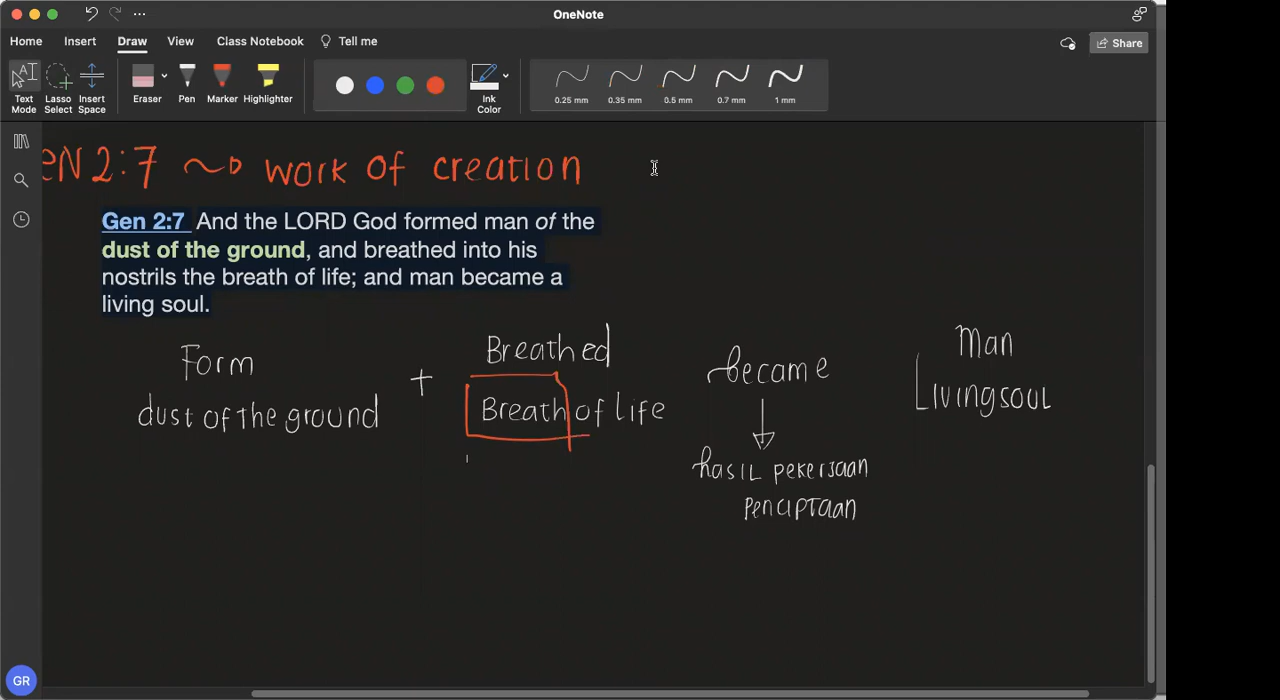 OneNote
Home Insert Draw View Class Notebook Tell me
Share
Text Mode
Lasso Select
Insert Space
Eraser
Pen
Marker
Highlighter
Ink Color
0.25 mm 0.35 mm 0.5 mm 0.7 mm 1 mm
eN 2:7 work of creation
Gen 2:7 And the LORD God formed man of the
dust of the ground, and breathed into his
nostrils the breath of life; and man became a
living soul.
Form
dust of the ground
+
Breathed
Breath of life
became
hasil pekerjaan
penciptaan
Man
Living soul
GR